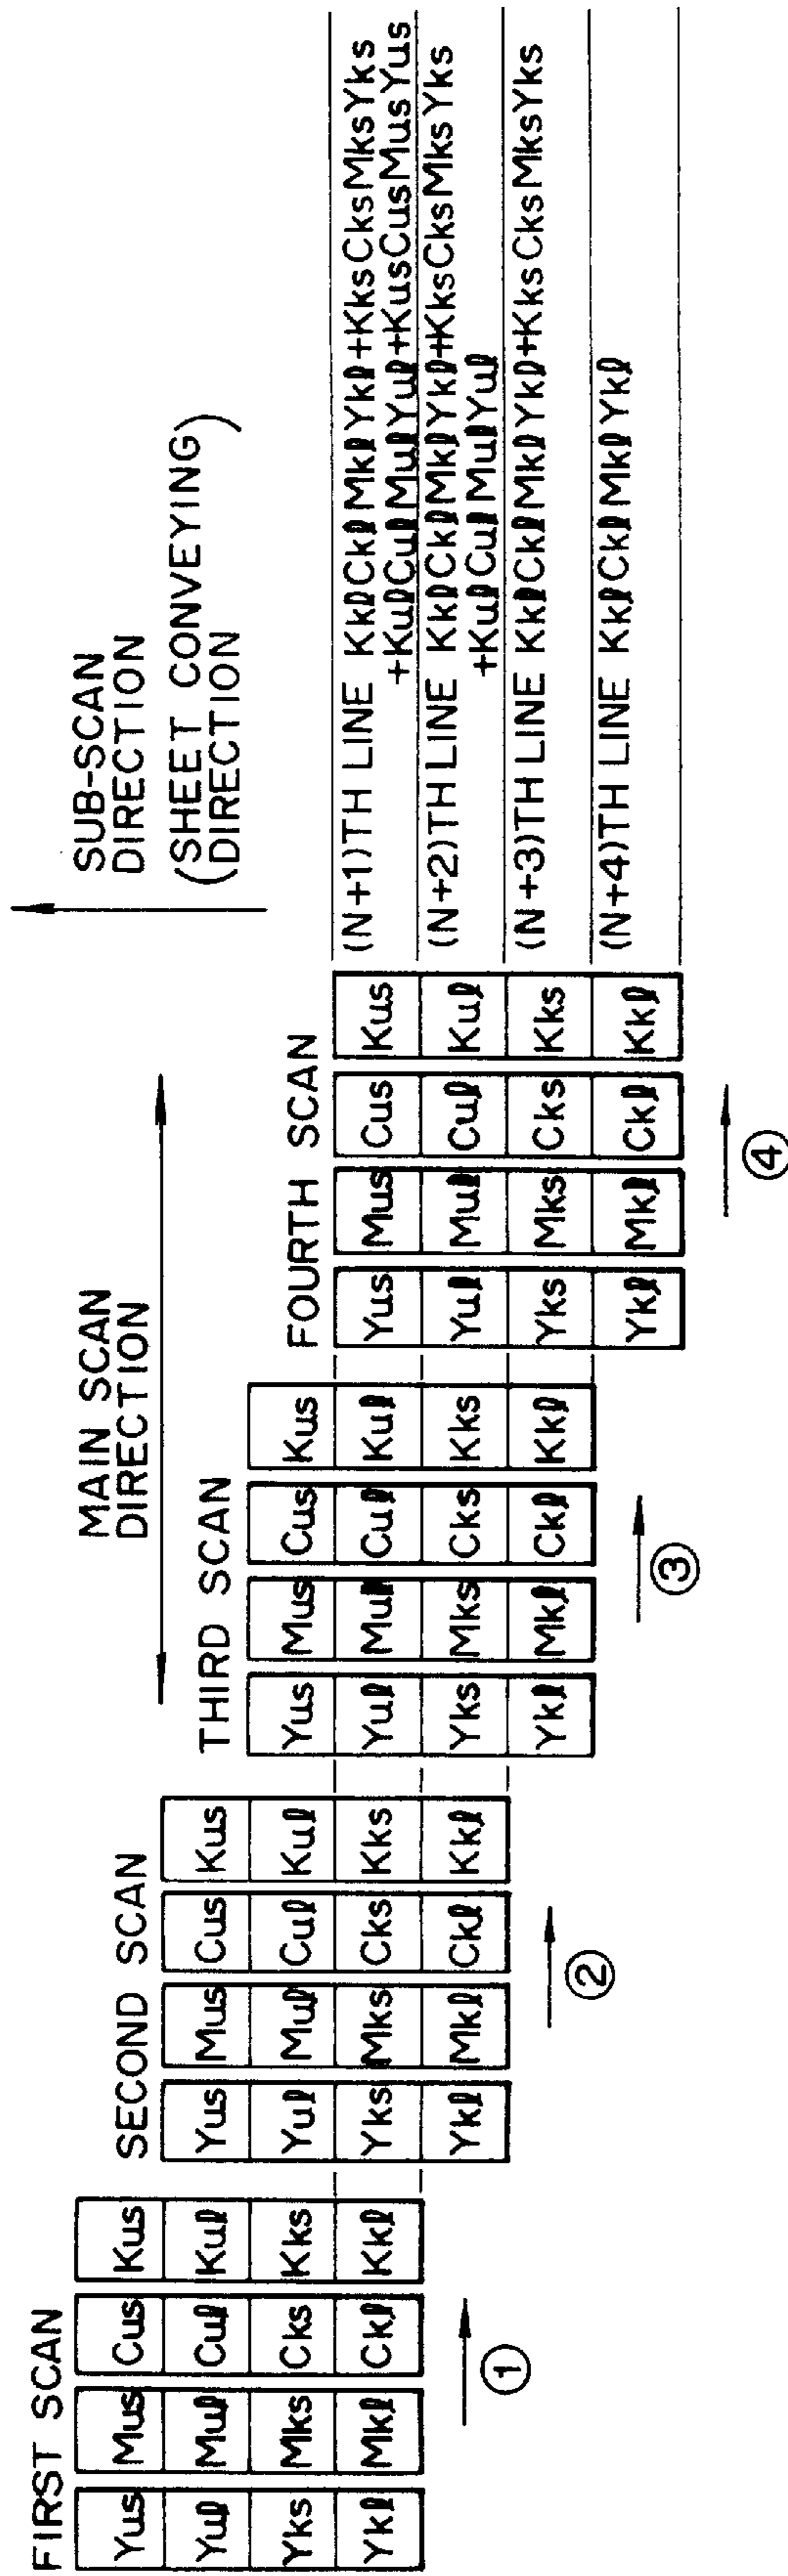 SUB-SCAN
DIRECTION
(SHEET CONVEYING
DIRECTION)
MAIN SCAN
DIRECTION
FIRST SCAN
Yus Mus Cus Kus
Yul Mul Cul Kul
Yks Mks Cks Kks
Ykl Mkl Ckl Kkl
①
SECOND SCAN
Yus Mus Cus Kus
Yul Mul Cul Kul
Yks Mks Cks Kks
Ykl Mkl Ckl Kkl
②
THIRD SCAN
Yus Mus Cus Kus
Yul Mul Cul Kul
Yks Mks Cks Kks
Ykl Mkl Ckl Kkl
③
FOURTH SCAN
Yus Mus Cus Kus
Yul Mul Cul Kul
Yks Mks Cks Kks
Ykl Mkl Ckl Kkl
④
(N+1)TH LINE KklCklMklYkl+KksCksMksYks
+KulCulMulYul+KusCusMusYus
(N+2)TH LINE KklCklMklYkl+KksCksMksYks
+KulCulMulYul
(N+3)TH LINE KklCklMklYkl+KksCksMksYks
(N+4)TH LINE KklCklMklYkl